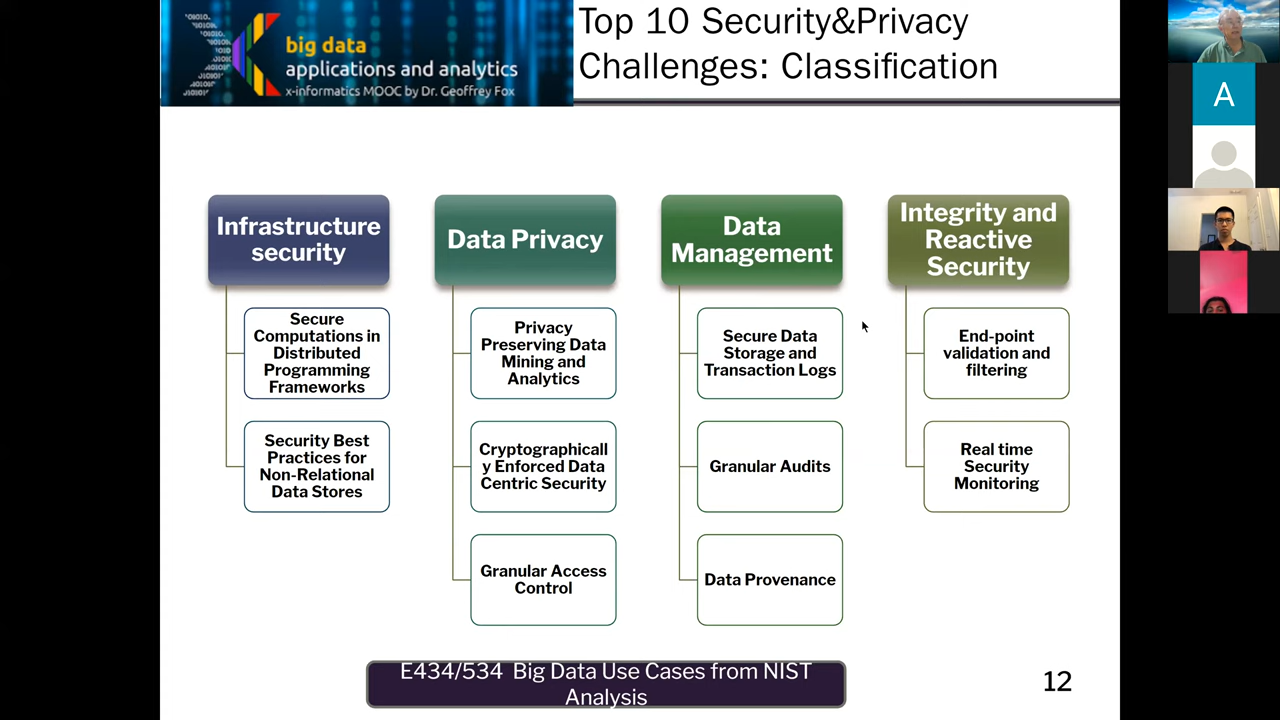 big data
applications and analytics
x-informatics MOOC by Dr. Geoffrey Fox
Top 10 Security&Privacy
Challenges: Classification
A
Infrastructure
security
Secure
Computations in
Distributed
Programming
Frameworks
Security Best
Practices for
Non-Relational
Data Stores
Data Privacy
Privacy
Preserving Data
Mining and
Analytics
Cryptographicall
y Enforced Data
Centric Security
Granular Access
Control
Data
Management
Secure Data
Storage and
Transaction Logs
Granular Audits
Data Provenance
Integrity and
Reactive
Security
End-point
validation and
filtering
Real time
Security
Monitoring
E434/534 Big Data Use Cases from NIST
Analysis
12